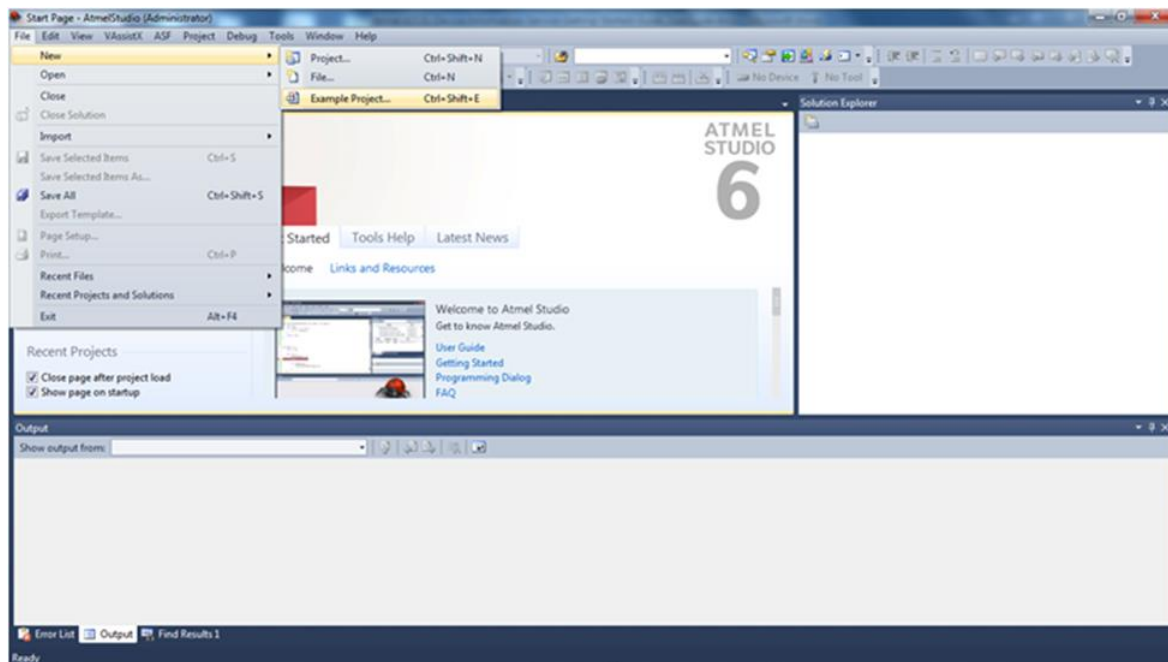 Start Page - AtmelStudio (Administrator)
File Edit View VAssistX ASF Project Debug Tools Window Help
New
Open
Close
Close Solution
Import
Save Selected Items Ctrl+S
Save Selected Items As...
Save All Ctrl+Shift+S
Export Template...
Page Setup...
Print... Ctrl+P
Recent Files
Recent Projects and Solutions
Exit Alt+F4
Project... Ctrl+Shift+N
File... Ctrl+N
Example Project... Ctrl+Shift+E
No Device No Tool
ATMEL
STUDIO
6
Started Tools Help Latest News
Links and Resources
Welcome to Atmel Studio
Get to know Atmel Studio.
User Guide
Getting Started
Programming Dialog
FAQ
Recent Projects
Close page after project load
Show page on startup
Solution Explorer
Output
Show output from:
Error List Output Find Results 1
Ready